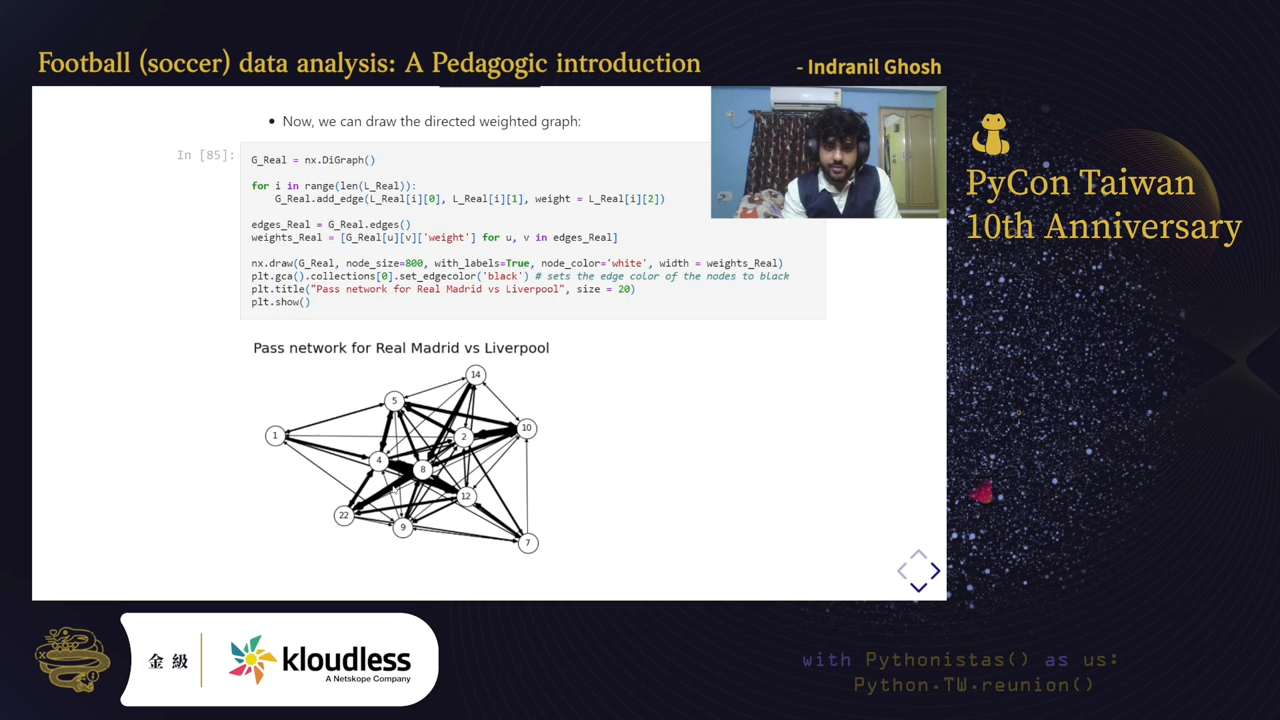 Football (soccer) data analysis: A Pedagogic introduction
- Indranil Ghosh
Now, we can draw the directed weighted graph:
In [85]:
G_Real = nx.DiGraph()
for i in range(len(L_Real)):
G_Real.add_edge(L_Real[i][0], L_Real[i][1], weight = L_Real[i][2])
edges_Real = G_Real.edges()
weights_Real = [G_Real[u][v]['weight'] for u, v in edges_Real]
nx.draw(G_Real, node_size=800, with_labels=True, node_color='white', width = weights_Real)
plt.gca().collections[0].set_edgecolor('black') # sets the edge color of the nodes to black
plt.title("Pass network for Real Madrid vs Liverpool", size = 20)
plt.show()
Pass network for Real Madrid vs Liverpool
14
5
10
1
2
4
8
12
22
9
7
PyCon Taiwan
10th Anniversary
金級
kloudless
A Netskope Company
with Pythonistas() as us:
Python.TW.reunion()